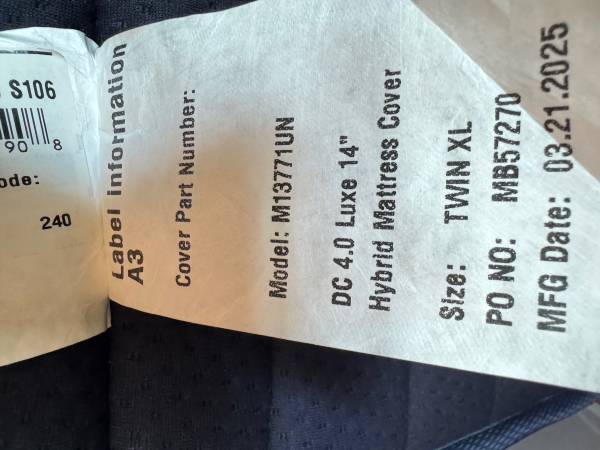 S106
90 8
ode:
240
Label Information
A3
Cover Part Number:
Model: M13771UN
DC 4.0 Luxe 14"
Hybrid Mattress Cover
Size: TWIN XL
PO NO: MB57270
MFG Date: 03.21.2025